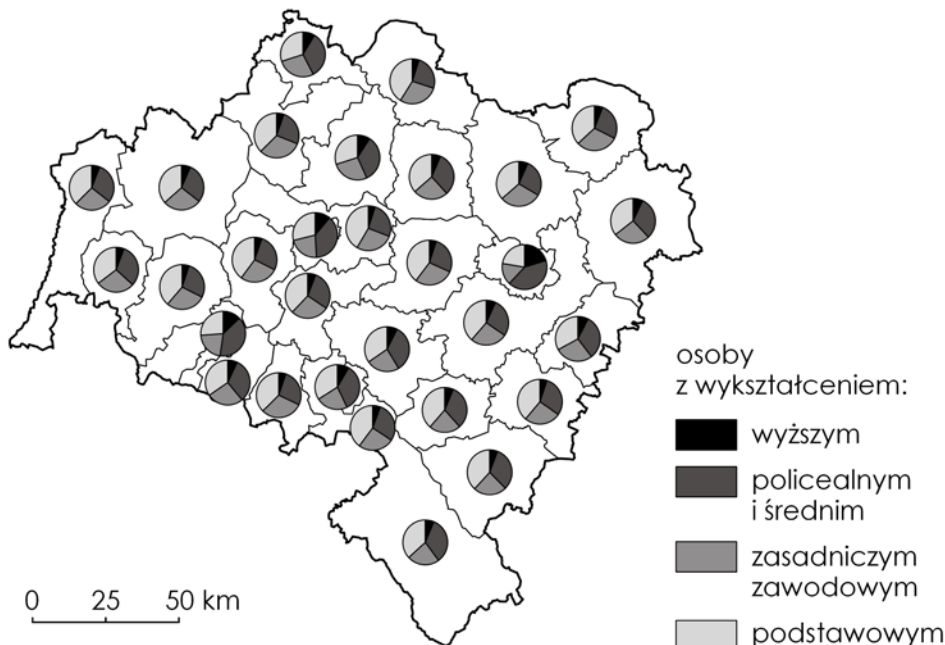 osoby
z wykształceniem:
wyższym
policealnym
i średnim
zasadniczym
zawodowym
podstawowym
0 25 50 km